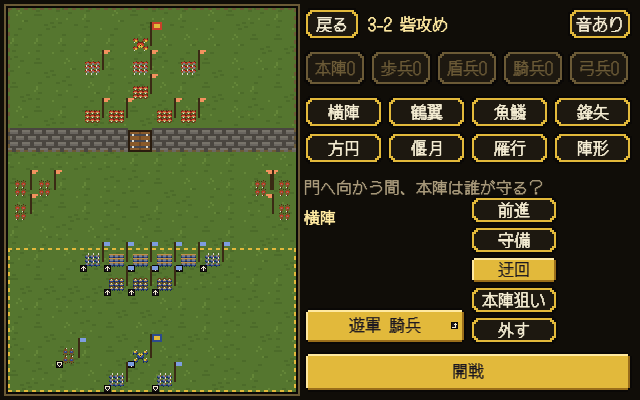 戻る 3-2 砦攻め 音あり
本陣0 歩兵0 盾兵0 騎兵0 弓兵0
横陣 鶴翼 魚鱗 鋒矢
方円 偃月 雁行 陣形
門へ向かう間、本陣は誰が守る?
横陣
前進
守備
迂回
本陣狙い
遊軍 騎兵
外す
開戦